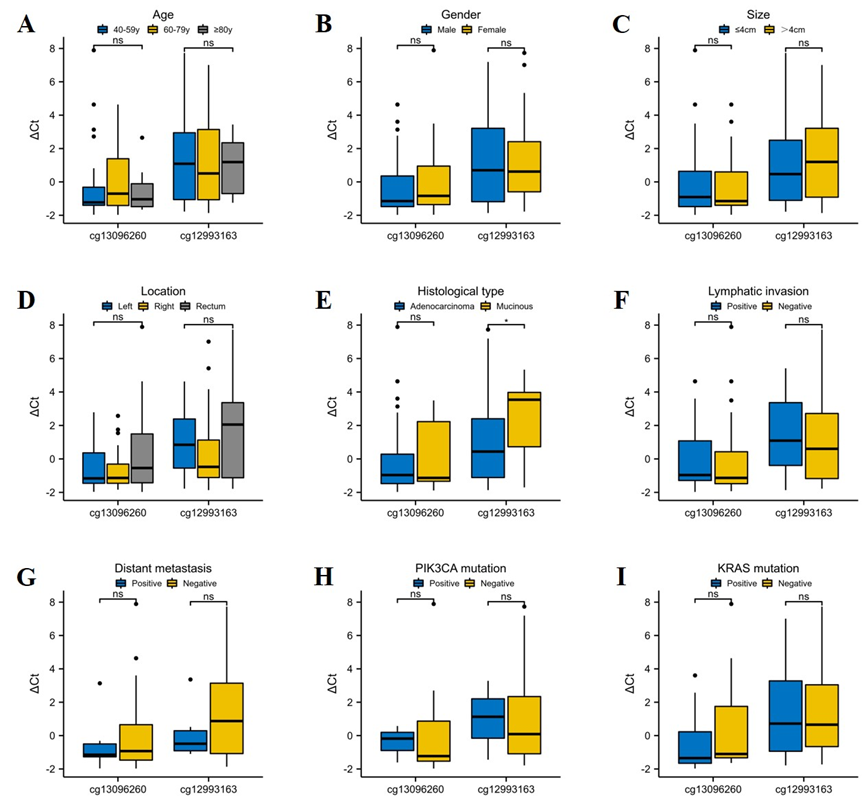 A
Age
40-59y 60-79y ≥80y
ns ns
8
6
4
2
0
-2
ΔCt
cg13096260 cg12993163
B
Gender
Male Female
ns ns
8
6
4
2
0
-2
ΔCt
cg13096260 cg12993163
C
Size
≤4cm >4cm
ns ns
8
6
4
2
0
-2
ΔCt
cg13096260 cg12993163
D
Location
Left Right Rectum
ns ns
8
6
4
2
0
-2
ΔCt
cg13096260 cg12993163
E
Histological type
Adenocarcinoma Mucinous
ns *
8
6
4
2
0
-2
ΔCt
cg13096260 cg12993163
F
Lymphatic invasion
Positive Negative
ns ns
8
6
4
2
0
-2
ΔCt
cg13096260 cg12993163
G
Distant metastasis
Positive Negative
ns ns
8
6
4
2
0
-2
ΔCt
cg13096260 cg12993163
H
PIK3CA mutation
Positive Negative
ns ns
8
6
4
2
0
-2
ΔCt
cg13096260 cg12993163
I
KRAS mutation
Positive Negative
ns ns
8
6
4
2
0
-2
ΔCt
cg13096260 cg12993163